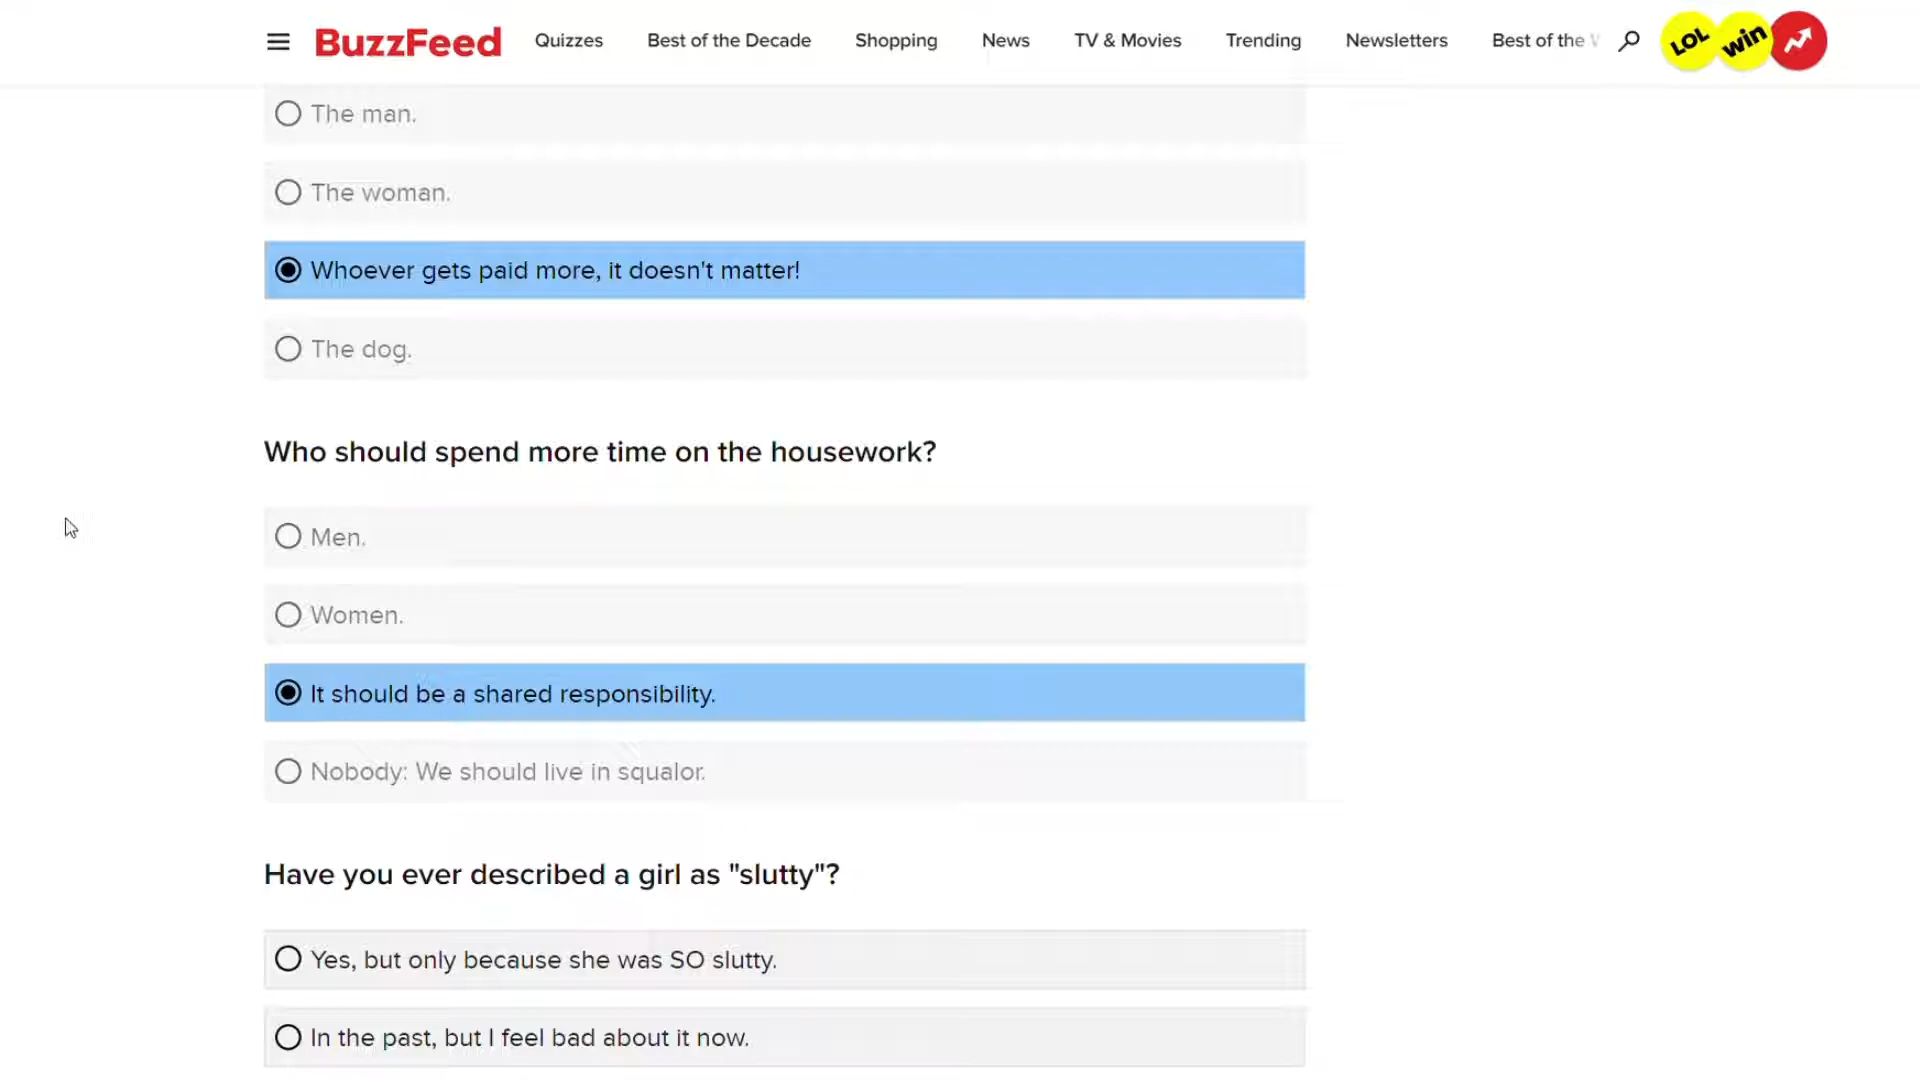 BuzzFeed Quizzes Best of the Decade Shopping News TV & Movies Trending Newsletters Best of the LOL win
The man.
The woman.
Whoever gets paid more, it doesn't matter!
The dog.
Who should spend more time on the housework?
Men.
Women.
It should be a shared responsibility.
Nobody: We should live in squalor.
Have you ever described a girl as "slutty"?
Yes, but only because she was SO slutty.
In the past, but I feel bad about it now.